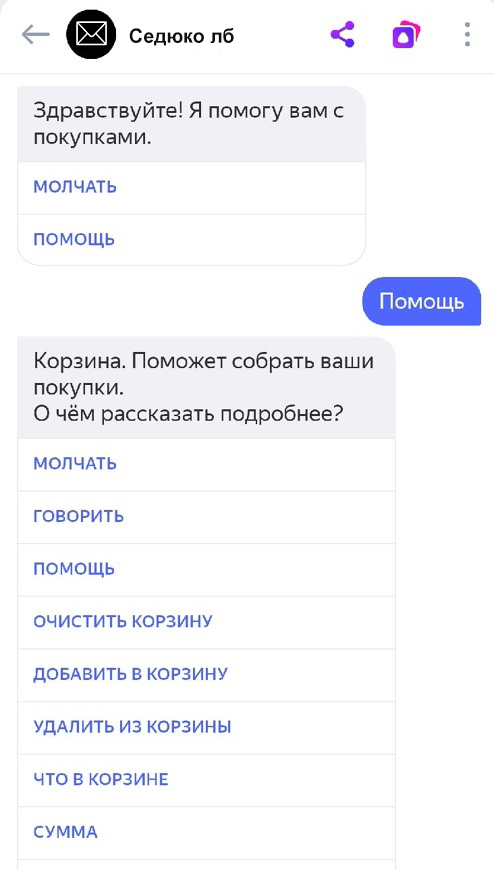 Седюко лб
Здравствуйте! Я помогу вам с
покупками.
МОЛЧАТЬ
ПОМОЩЬ
Помощь
Корзина. Поможет собрать ваши
покупки.
О чём рассказать подробнее?
МОЛЧАТЬ
ГОВОРИТЬ
ПОМОЩЬ
ОЧИСТИТЬ КОРЗИНУ
ДОБАВИТЬ В КОРЗИНУ
УДАЛИТЬ ИЗ КОРЗИНЫ
ЧТО В КОРЗИНЕ
СУММА